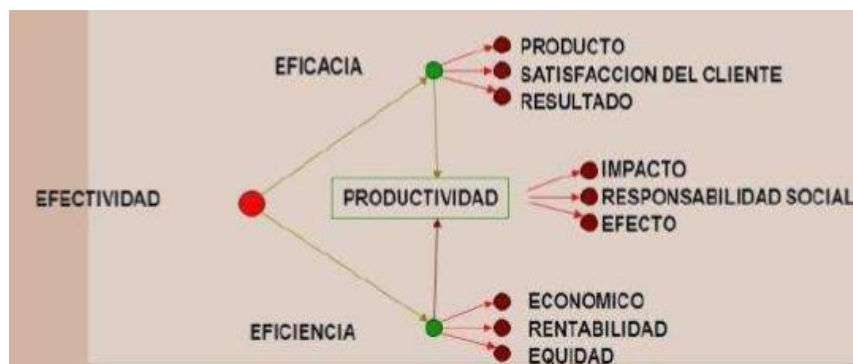 EFICACIA
PRODUCTO
SATISFACCION DEL CLIENTE
RESULTADO
EFECTIVIDAD
PRODUCTIVIDAD
IMPACTO
RESPONSABILIDAD SOCIAL
EFECTO
EFICIENCIA
ECONOMICO
RENTABILIDAD
EQUIDAD